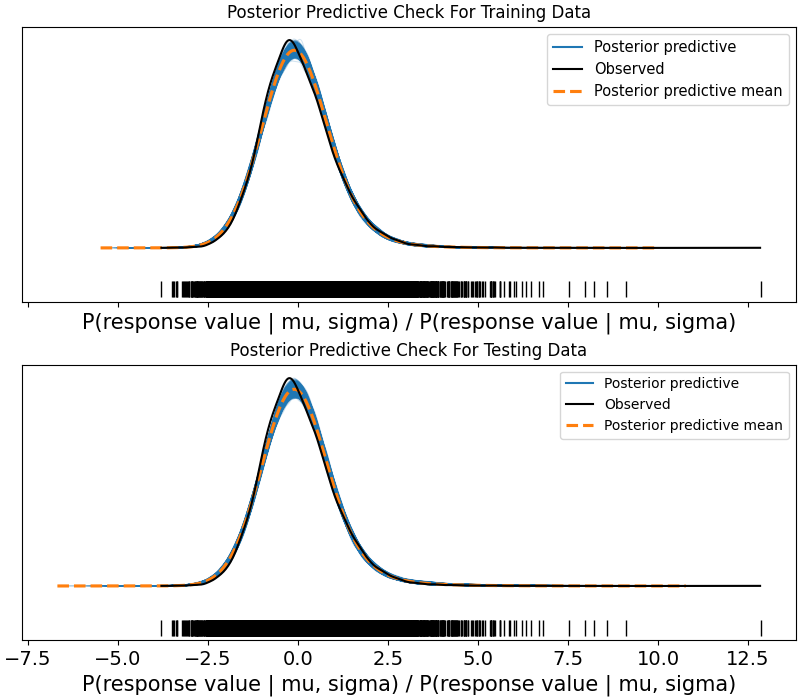 Posterior Predictive Check For Training Data
Posterior predictive
Observed
Posterior predictive mean
P(response value | mu, sigma) / P(response value | mu, sigma)
Posterior Predictive Check For Testing Data
Posterior predictive
Observed
Posterior predictive mean
−7.5 −5.0 −2.5 0.0 2.5 5.0 7.5 10.0 12.5
P(response value | mu, sigma) / P(response value | mu, sigma)